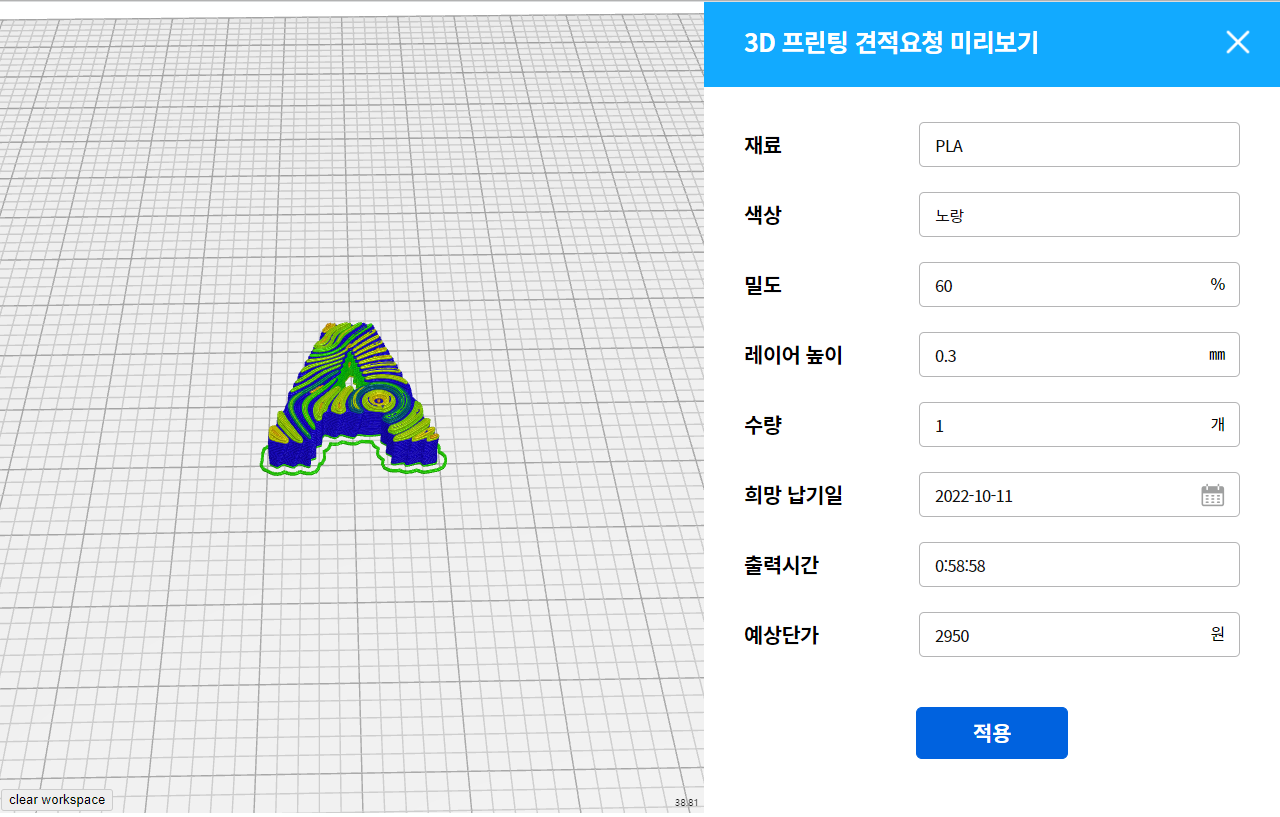 3D 프린팅 견적요청 미리보기
재료 PLA
색상 노랑
밀도 60 %
레이어 높이 0.3 ㎜
수량 1 개
희망 납기일 2022-10-11
출력시간 0:58:58
예상단가 2950 원
적용
clear workspace
38.81